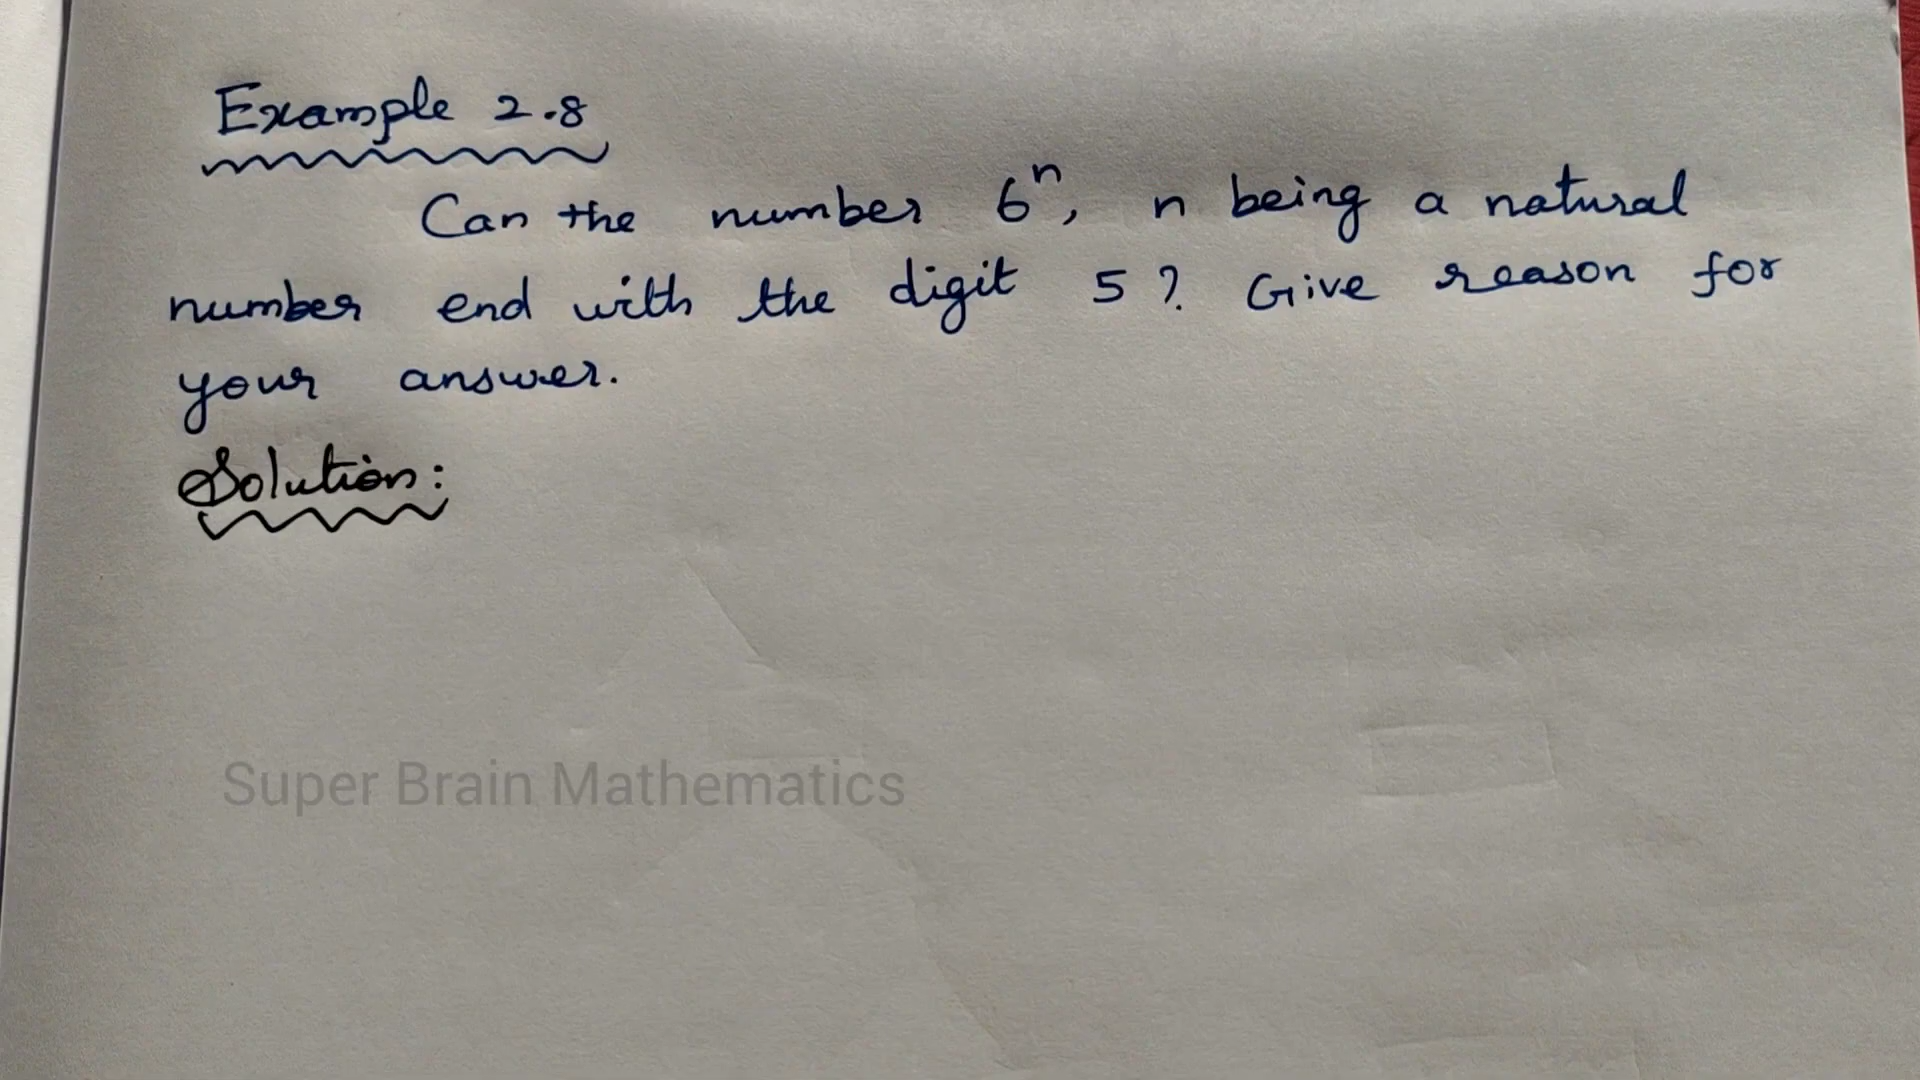 Example 2.8
Can the number 6ⁿ, n being a natural
number end with the digit 5? Give reason for
your answer.
Solution:
Super Brain Mathematics